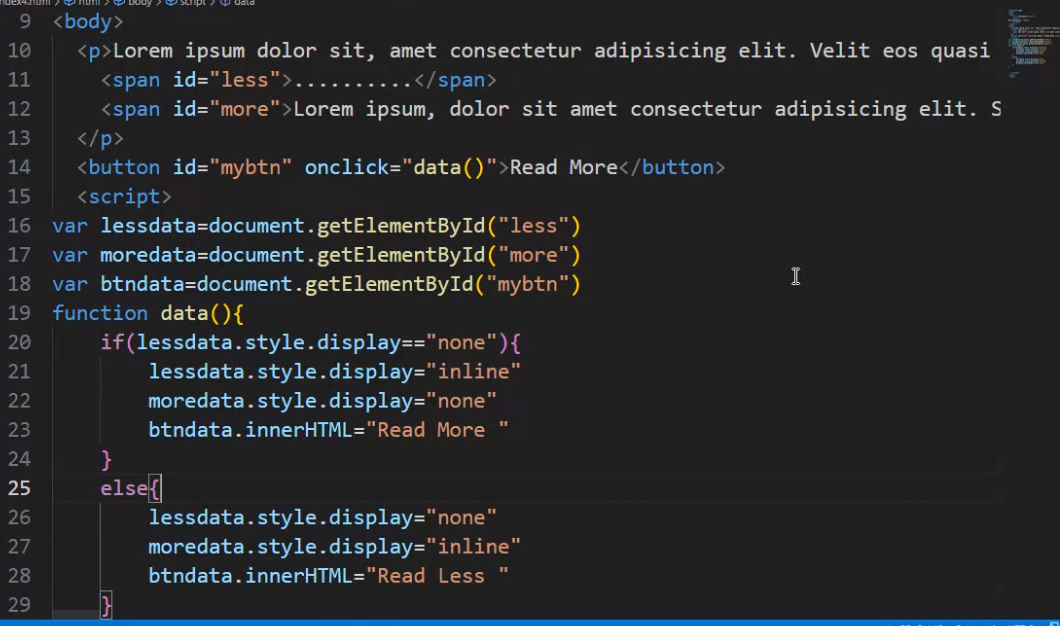 ndex4.html > html > body > script > data
9 <body>
10 <p>Lorem ipsum dolor sit, amet consectetur adipisicing elit. Velit eos quasi
11 <span id="less">..........</span>
12 <span id="more">Lorem ipsum, dolor sit amet consectetur adipisicing elit. S
13 </p>
14 <button id="mybtn" onclick="data()">Read More</button>
15 <script>
16 var lessdata=document.getElementById("less")
17 var moredata=document.getElementById("more")
18 var btndata=document.getElementById("mybtn")
19 function data(){
20 if(lessdata.style.display=="none"){
21 lessdata.style.display="inline"
22 moredata.style.display="none"
23 btndata.innerHTML="Read More "
24 }
25 else{
26 lessdata.style.display="none"
27 moredata.style.display="inline"
28 btndata.innerHTML="Read Less "
29 }